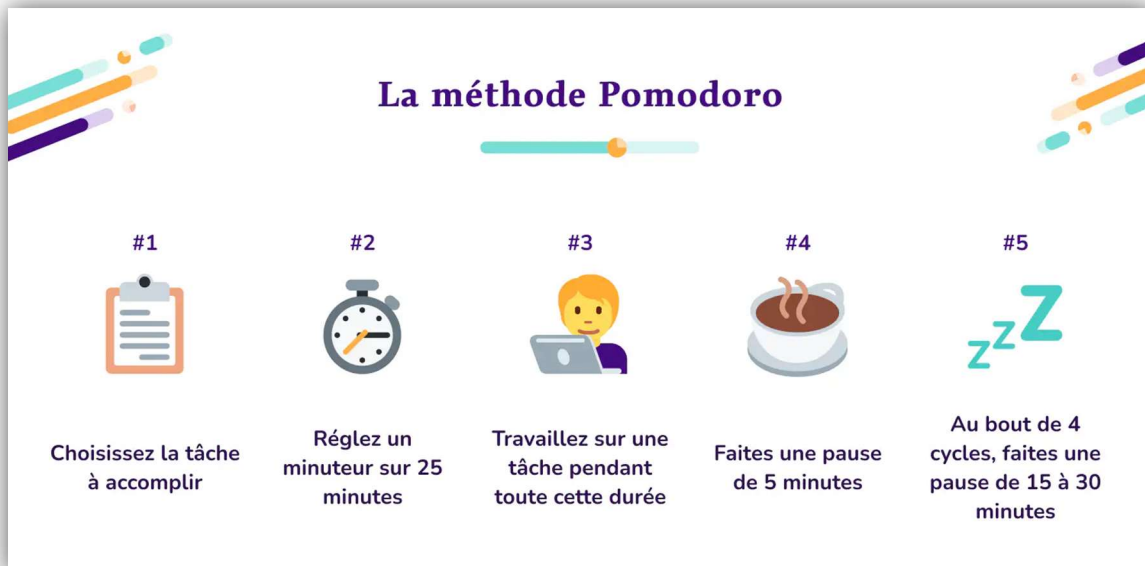 La méthode Pomodoro
#1
Choisissez la tâche
à accomplir
#2
Réglez un
minuteur sur 25
minutes
#3
Travaillez sur une
tâche pendant
toute cette durée
#4
Faites une pause
de 5 minutes
#5
zzZ
Au bout de 4
cycles, faites une
pause de 15 à 30
minutes